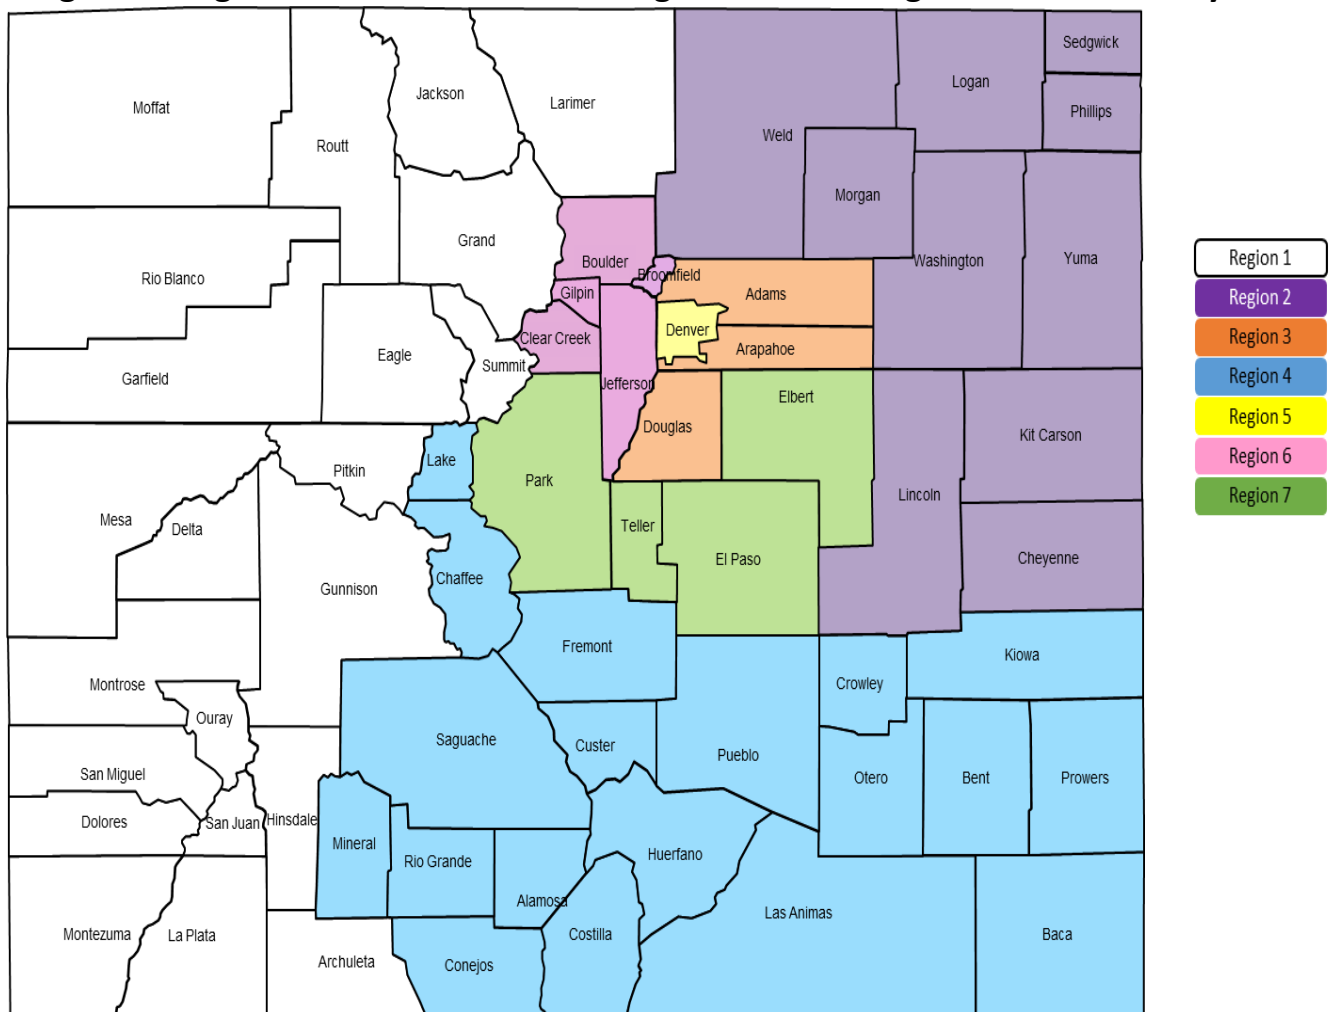 Sedgwick
Logan
Jackson
Larimer
Moffat
Phillips
Weld
Routt
Morgan
Grand
Boulder
Rio Blanco
Broomfield
Washington
Yuma
Region 1
Gilpin
Adams
Region 2
Denver
Clear Creek
Region 3
Arapahoe
Eagle
Summit
Garfield
Jefferson
Region 4
Elbert
Region 5
Douglas
Kit Carson
Region 6
Lake
Pitkin
Park
Region 7
Lincoln
Mesa
Delta
Teller
El Paso
Cheyenne
Chaffee
Gunnison
Fremont
Kiowa
Montrose
Crowley
Ouray
Saguache
Custer
Pueblo
San Miguel
Otero
Bent
Prowers
Dolores
San Juan
Hinsdale
Mineral
Rio Grande
Huerfano
Alamosa
Las Animas
Montezuma
La Plata
Costilla
Baca
Archuleta
Conejos